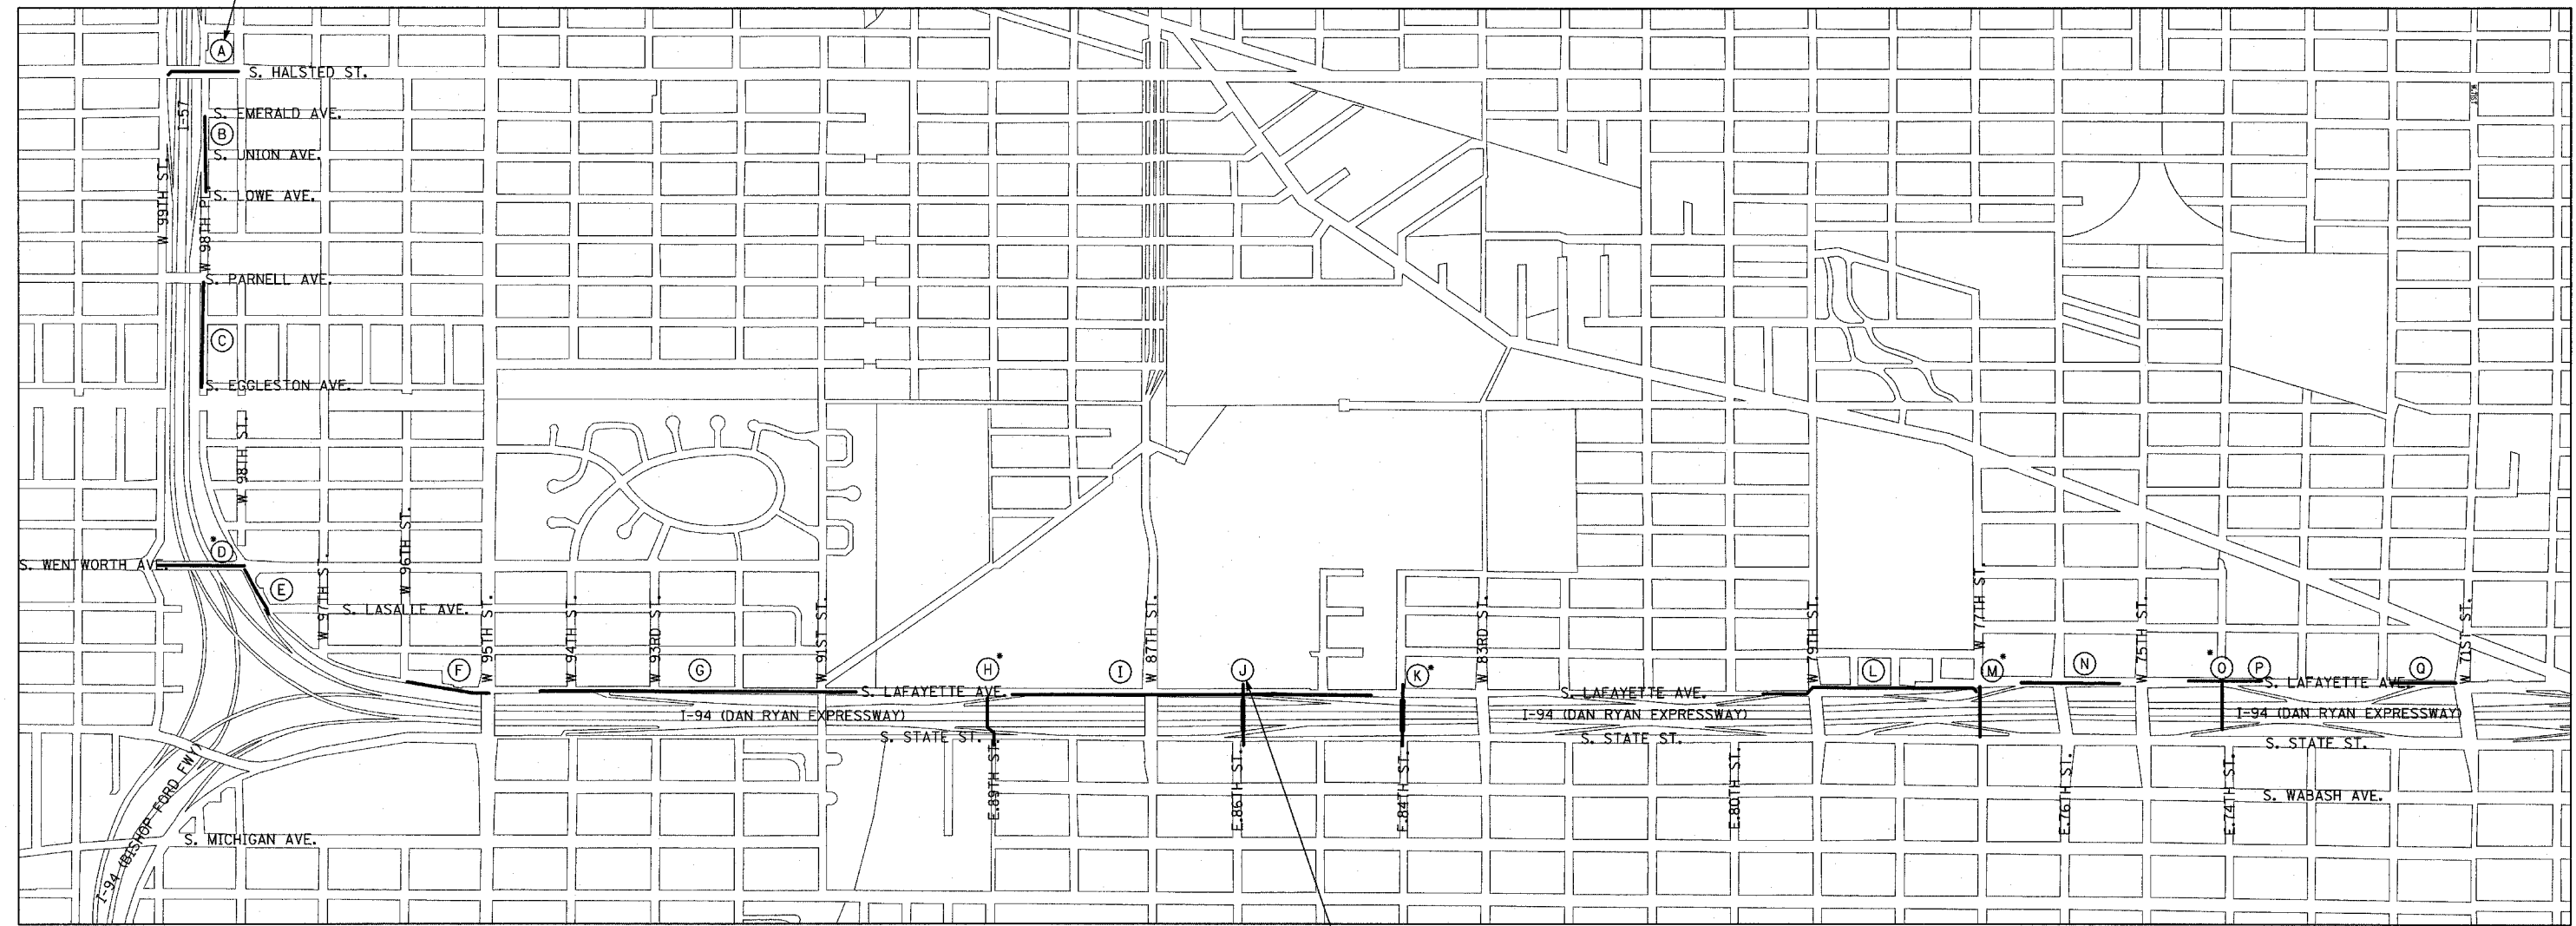 A
S. HALSTED ST.
I-57
S. EMERALD AVE.
B
S. UNION AVE.
W 99TH ST.
S. LOWE AVE.
W 98TH PL
S. PARNELL AVE.
C
S. EGGLESTON AVE.
W 98TH ST.
*
D
S. WENTWORTH AVE.
W 96TH ST.
E
W 97TH ST.
S. LASALLE AVE.
W 95TH ST.
W 94TH ST.
W 93RD ST.
W 91ST ST.
W 87TH ST.
W 83RD ST.
W 79TH ST.
W 77TH ST.
W 75TH ST.
W 71ST ST.
F
G
H*
I
J
K*
L
M*
N
*
O
P
Q
S. LAFAYETTE AVE.
S. LAFAYETTE AVE.
S. LAFAYETTE AVE.
I-94 (DAN RYAN EXPRESSWAY)
I-94 (DAN RYAN EXPRESSWAY)
I-94 (DAN RYAN EXPRESSWAY)
S. STATE ST.
S. STATE ST.
S. STATE ST.
E.89TH ST.
E.86TH ST.
E.84TH ST.
E.80TH ST.
E.76TH ST.
E.74TH ST.
S. WABASH AVE.
I-94 (BISHOP FORD FWY)
S. MICHIGAN AVE.